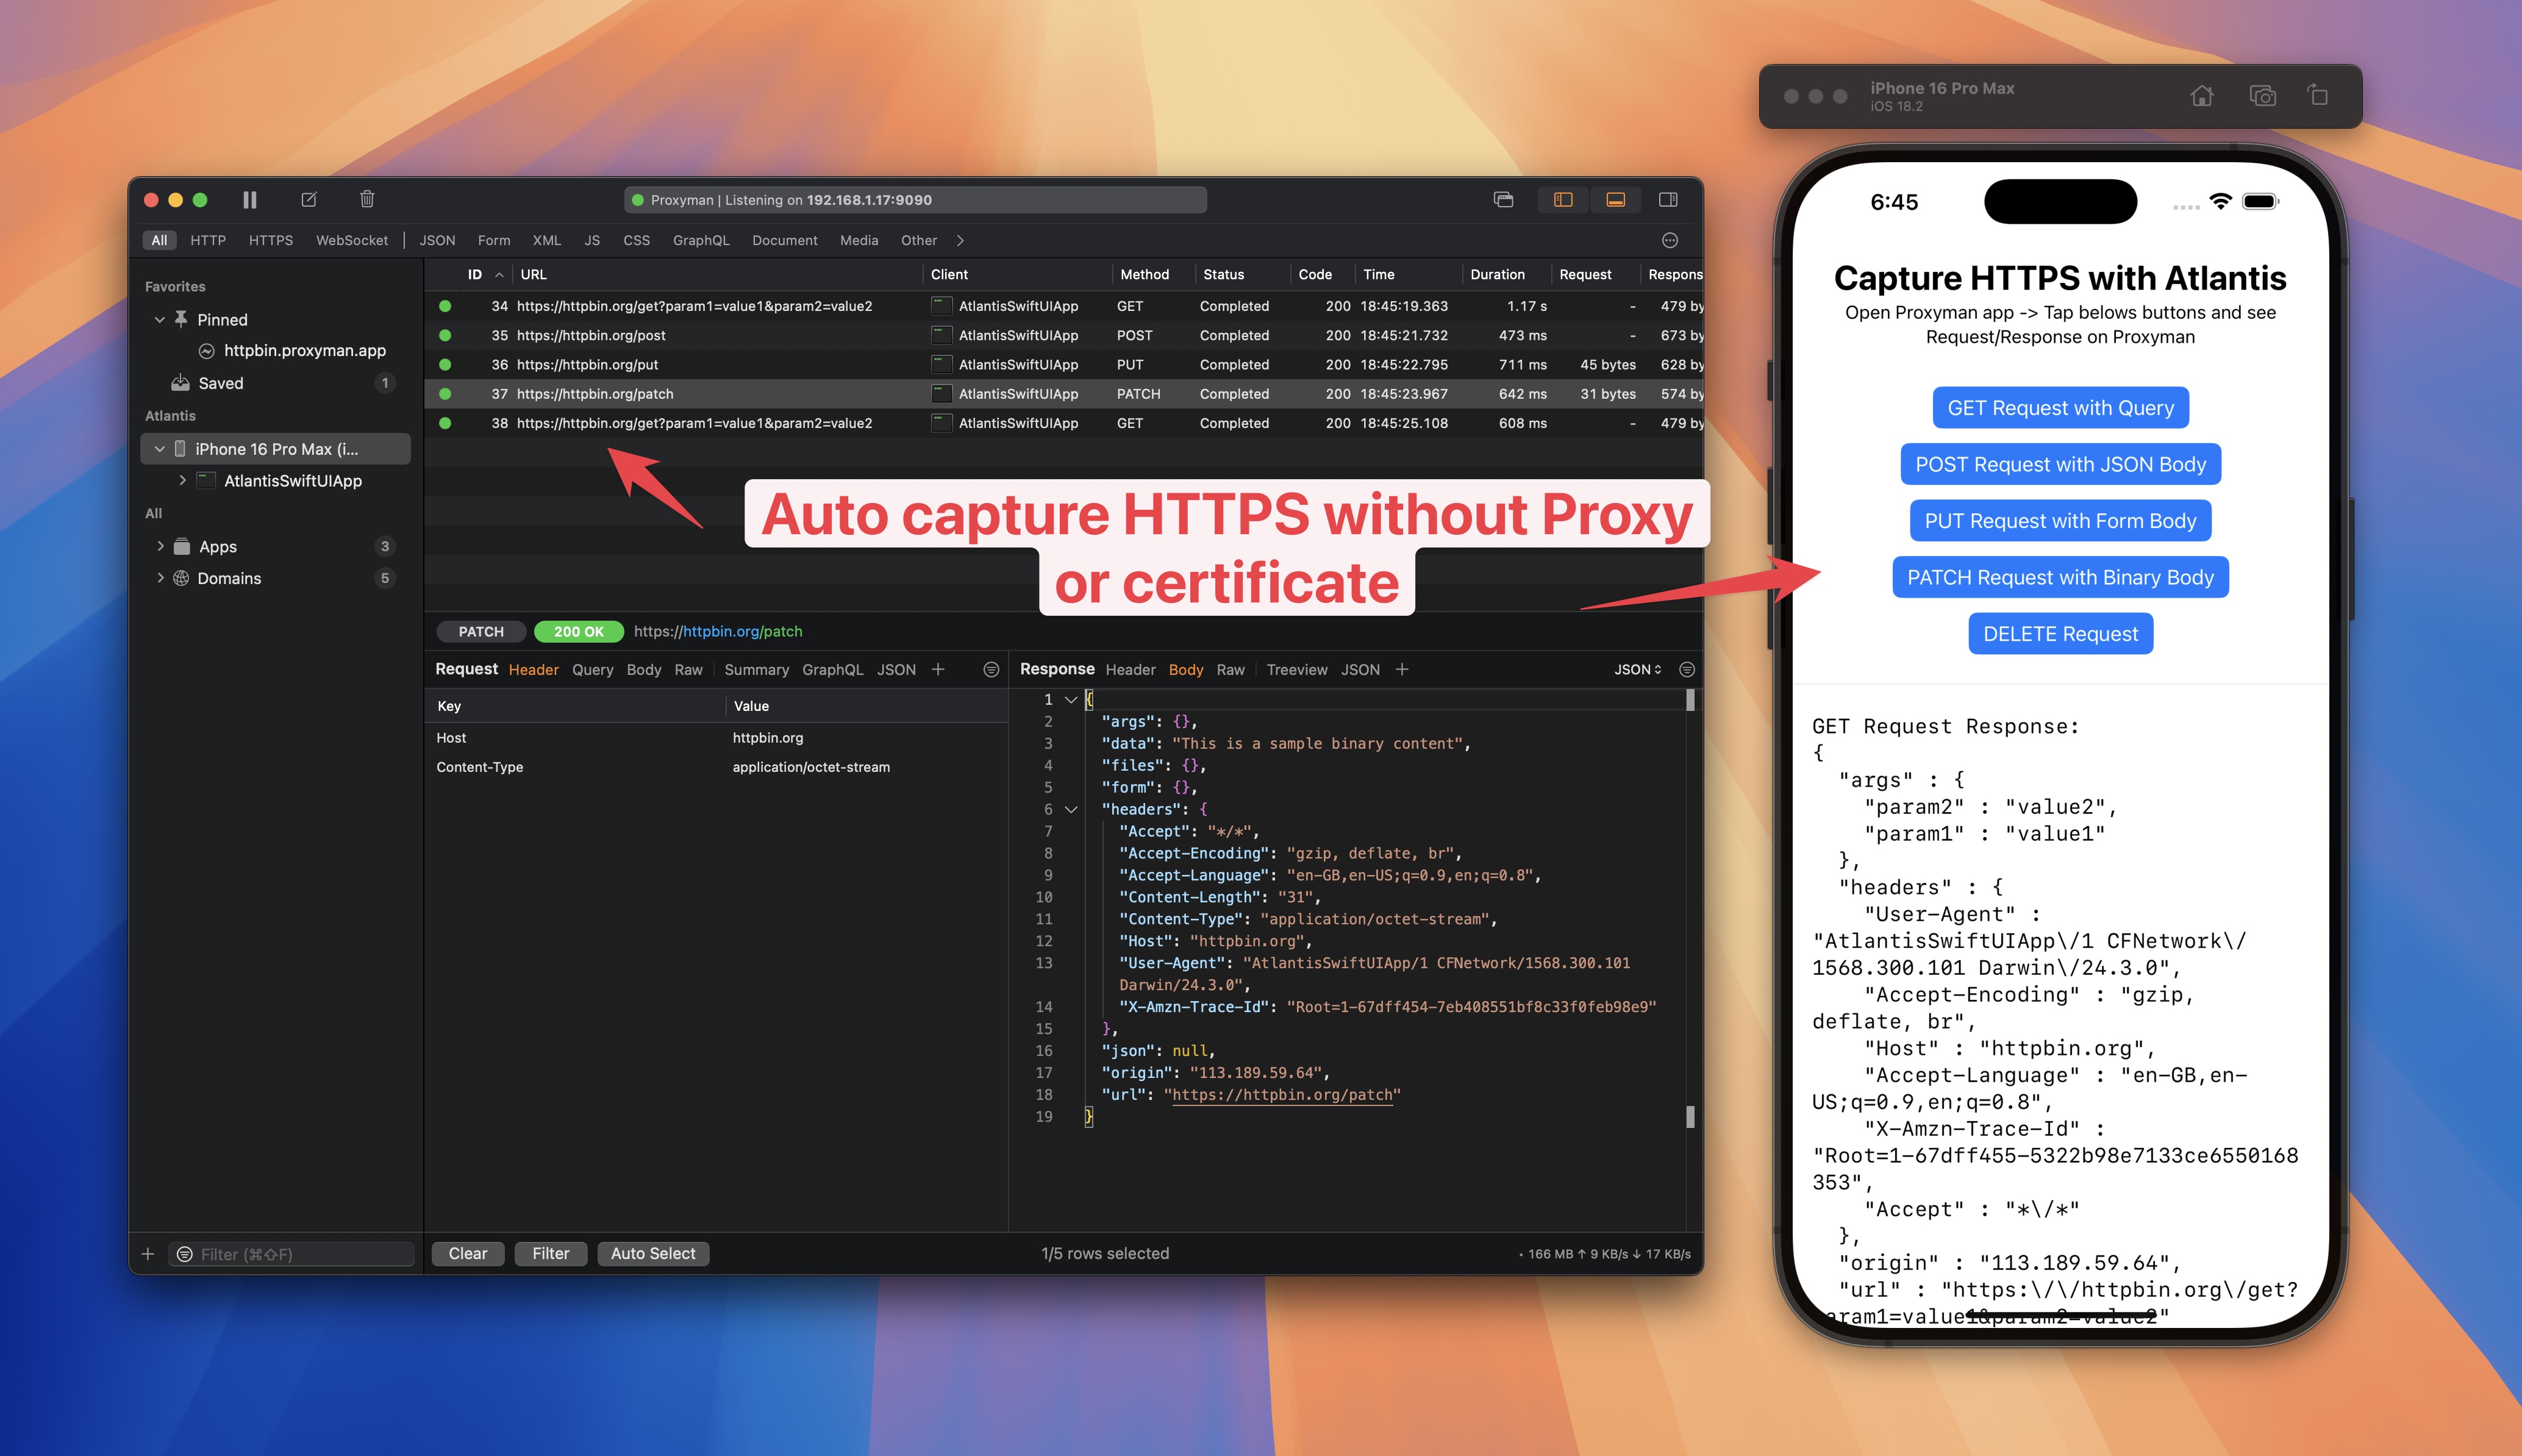 iPhone 16 Pro Max
iOS 18.2
Proxyman | Listening on 192.168.1.17:9090
All HTTP HTTPS WebSocket JSON Form XML JS CSS GraphQL Document Media Other
Favorites
Pinned
httpbin.proxyman.app
Saved 1
Atlantis
iPhone 16 Pro Max (i...
AtlantisSwiftUIApp
All
Apps 3
Domains 5
Filter (⌘⇧F)
ID URL Client Method Status Code Time Duration Request Respons
34 https://httpbin.org/get?param1=value1&param2=value2 AtlantisSwiftUIApp GET Completed 200 18:45:19.363 1.17 s - 479 by
35 https://httpbin.org/post AtlantisSwiftUIApp POST Completed 200 18:45:21.732 473 ms - 673 by
36 https://httpbin.org/put AtlantisSwiftUIApp PUT Completed 200 18:45:22.795 711 ms 45 bytes 628 by
37 https://httpbin.org/patch AtlantisSwiftUIApp PATCH Completed 200 18:45:23.967 642 ms 31 bytes 574 by
38 https://httpbin.org/get?param1=value1&param2=value2 AtlantisSwiftUIApp GET Completed 200 18:45:25.108 608 ms - 479 by
Auto capture HTTPS without Proxy
or certificate
PATCH 200 OK https://httpbin.org/patch
Request Header Query Body Raw Summary GraphQL JSON +
Key Value
Host httpbin.org
Content-Type application/octet-stream
Response Header Body Raw Treeview JSON + JSON
1 {
2 "args": {},
3 "data": "This is a sample binary content",
4 "files": {},
5 "form": {},
6 "headers": {
7 "Accept": "*/*",
8 "Accept-Encoding": "gzip, deflate, br",
9 "Accept-Language": "en-GB,en-US;q=0.9,en;q=0.8",
10 "Content-Length": "31",
11 "Content-Type": "application/octet-stream",
12 "Host": "httpbin.org",
13 "User-Agent": "AtlantisSwiftUIApp/1 CFNetwork/1568.300.101
Darwin/24.3.0",
14 "X-Amzn-Trace-Id": "Root=1-67dff454-7eb408551bf8c33f0feb98e9"
15 },
16 "json": null,
17 "origin": "113.189.59.64",
18 "url": "https://httpbin.org/patch"
19 }
Clear Filter Auto Select 1/5 rows selected • 166 MB ↑ 9 KB/s ↓ 17 KB/s
6:45
Capture HTTPS with Atlantis
Open Proxyman app -> Tap belows buttons and see
Request/Response on Proxyman
GET Request with Query
POST Request with JSON Body
PUT Request with Form Body
PATCH Request with Binary Body
DELETE Request
GET Request Response:
{
"args" : {
"param2" : "value2",
"param1" : "value1"
},
"headers" : {
"User-Agent" :
"AtlantisSwiftUIApp\/1 CFNetwork\/
1568.300.101 Darwin\/24.3.0",
"Accept-Encoding" : "gzip,
deflate, br",
"Host" : "httpbin.org",
"Accept-Language" : "en-GB,en-
US;q=0.9,en;q=0.8",
"X-Amzn-Trace-Id" :
"Root=1-67dff455-5322b98e7133ce6550168
353",
"Accept" : "*\/*"
},
"origin" : "113.189.59.64",
"url" : "https:\/\/httpbin.org\/get?
aram1=value1&param2=value2"